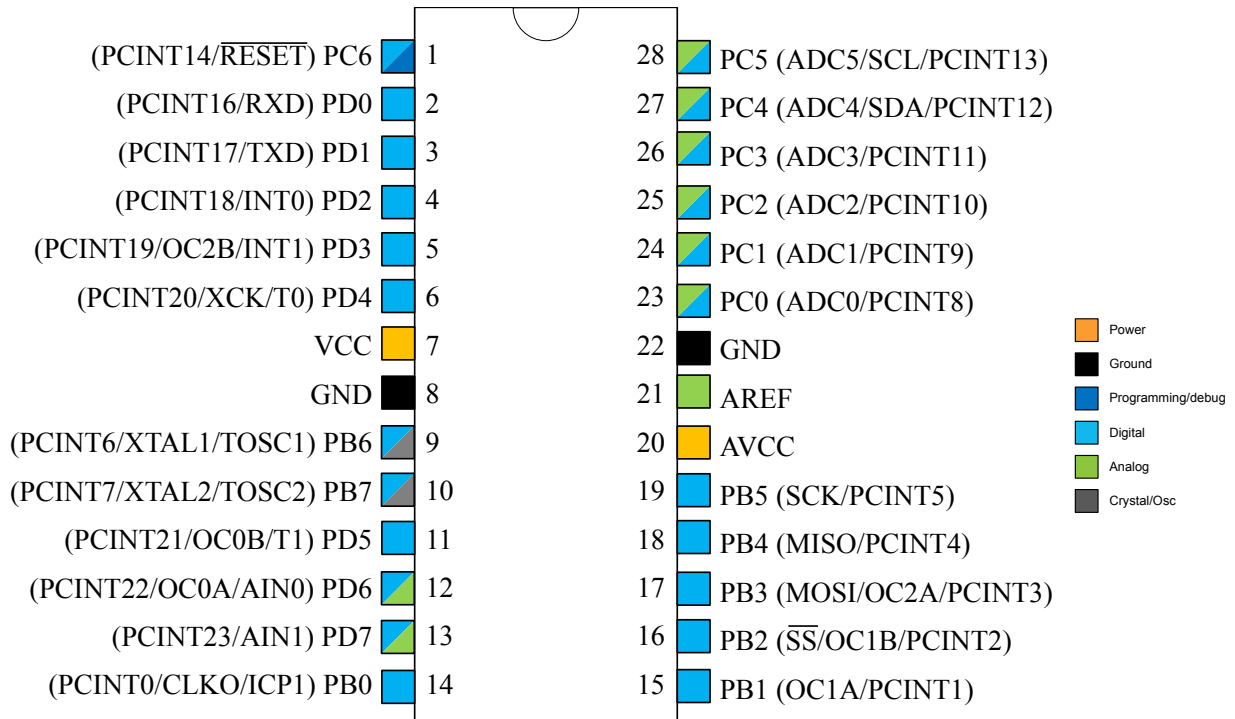 (PCINT14/RESET) PC6 1
(PCINT16/RXD) PD0 2
(PCINT17/TXD) PD1 3
(PCINT18/INT0) PD2 4
(PCINT19/OC2B/INT1) PD3 5
(PCINT20/XCK/T0) PD4 6
VCC 7
GND 8
(PCINT6/XTAL1/TOSC1) PB6 9
(PCINT7/XTAL2/TOSC2) PB7 10
(PCINT21/OC0B/T1) PD5 11
(PCINT22/OC0A/AIN0) PD6 12
(PCINT23/AIN1) PD7 13
(PCINT0/CLKO/ICP1) PB0 14
28 PC5 (ADC5/SCL/PCINT13)
27 PC4 (ADC4/SDA/PCINT12)
26 PC3 (ADC3/PCINT11)
25 PC2 (ADC2/PCINT10)
24 PC1 (ADC1/PCINT9)
23 PC0 (ADC0/PCINT8)
22 GND
21 AREF
20 AVCC
19 PB5 (SCK/PCINT5)
18 PB4 (MISO/PCINT4)
17 PB3 (MOSI/OC2A/PCINT3)
16 PB2 (SS/OC1B/PCINT2)
15 PB1 (OC1A/PCINT1)
Power
Ground
Programming/debug
Digital
Analog
Crystal/Osc